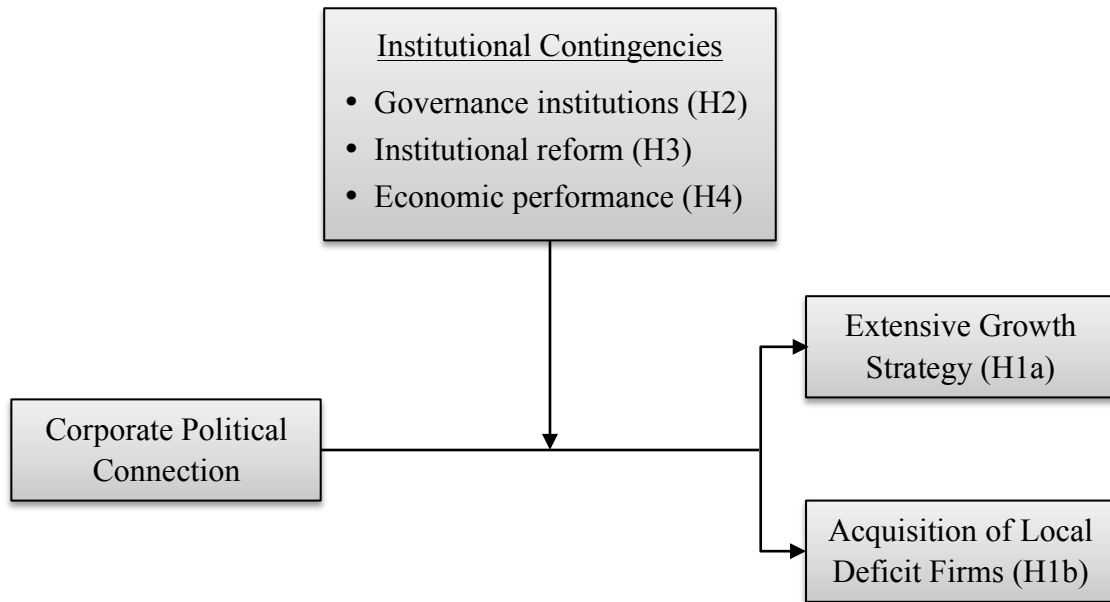 Institutional Contingencies
• Governance institutions (H2)
• Institutional reform (H3)
• Economic performance (H4)
Extensive Growth
Strategy (H1a)
Corporate Political
Connection
Acquisition of Local
Deficit Firms (H1b)